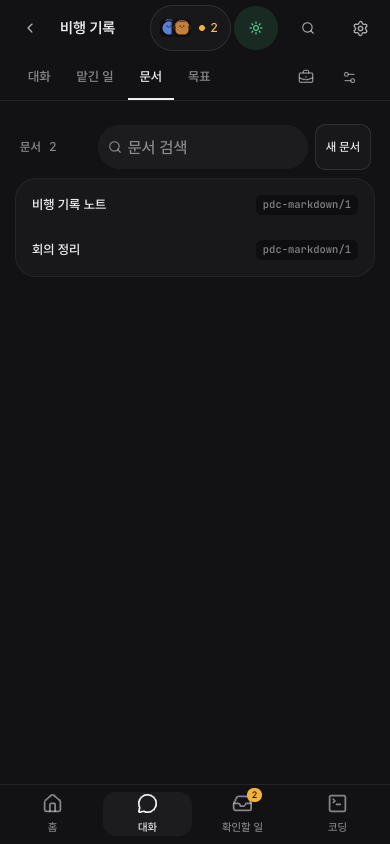 비행 기록
2
대화
맡긴 일
문서
목표
문서 2
문서 검색
새 문서
비행 기록 노트
pdc-markdown/1
회의 정리
pdc-markdown/1
2
홈
대화
확인할 일
코딩